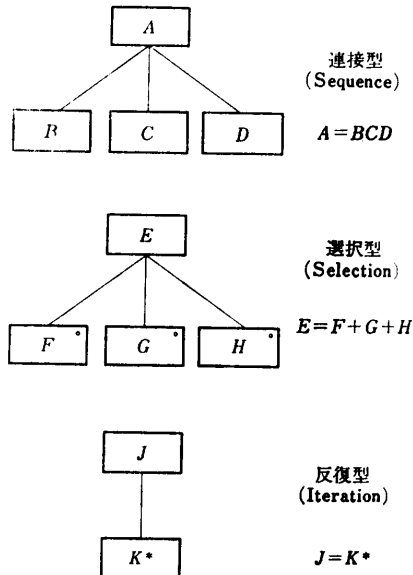 A
連接型
(Sequence)
B C D
A=BCD
E
選択型
(Selection)
F° G° H°
E=F+G+H
J
反復型
(Iteration)
K*
J=K*